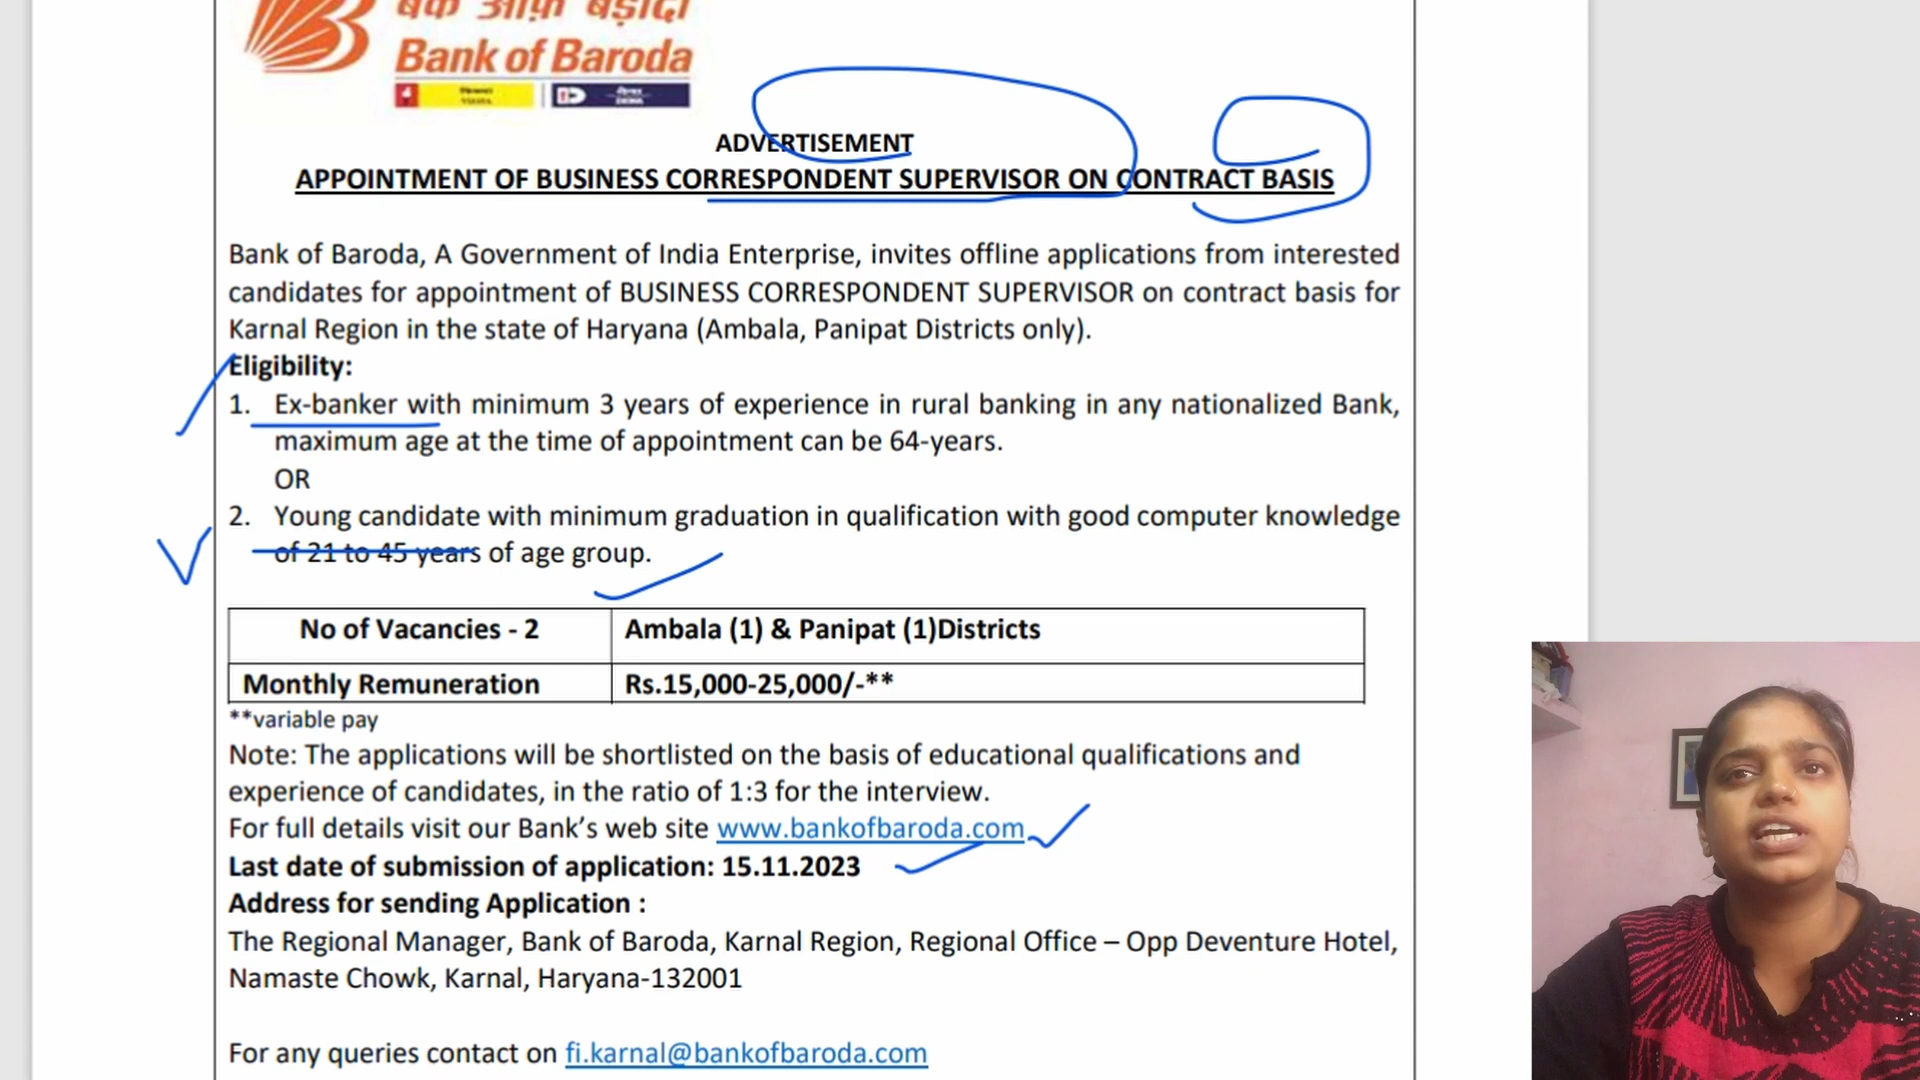 बैंक ऑफ़ बड़ौदा
Bank of Baroda
ADVERTISEMENT
APPOINTMENT OF BUSINESS CORRESPONDENT SUPERVISOR ON CONTRACT BASIS
Bank of Baroda, A Government of India Enterprise, invites offline applications from interested
candidates for appointment of BUSINESS CORRESPONDENT SUPERVISOR on contract basis for
Karnal Region in the state of Haryana (Ambala, Panipat Districts only).
Eligibility:
1. Ex-banker with minimum 3 years of experience in rural banking in any nationalized Bank,
maximum age at the time of appointment can be 64-years.
OR
2. Young candidate with minimum graduation in qualification with good computer knowledge
of 21 to 45 years of age group.
No of Vacancies - 2 Ambala (1) & Panipat (1)Districts
Monthly Remuneration Rs.15,000-25,000/-**
**variable pay
Note: The applications will be shortlisted on the basis of educational qualifications and
experience of candidates, in the ratio of 1:3 for the interview.
For full details visit our Bank’s web site www.bankofbaroda.com
Last date of submission of application: 15.11.2023
Address for sending Application :
The Regional Manager, Bank of Baroda, Karnal Region, Regional Office – Opp Deventure Hotel,
Namaste Chowk, Karnal, Haryana-132001
For any queries contact on fi.karnal@bankofbaroda.com